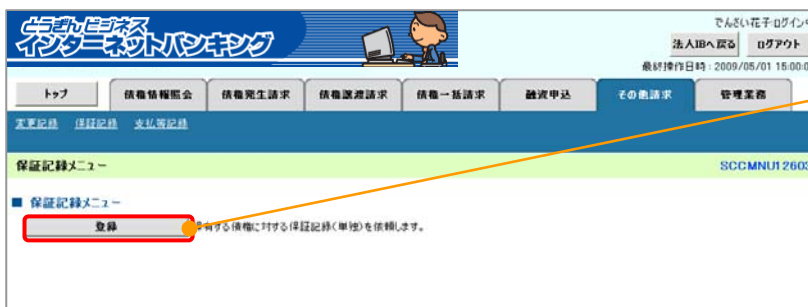 とうぎんビジネス
インターネットバンキング
でんさい花子 ログイン中
法人IBへ戻る ログアウト
最終操作日時:2009/05/01 15:00:0
トップ 債権情報照会 債権発生請求 債権譲渡請求 債権一括請求 融資申込 その他請求 管理業務
変更記録 保証記録 支払等記録
保証記録メニュー SCCMNU1260
■ 保証記録メニュー
登録 有する債権に対する保証記録(単独)を依頼します。